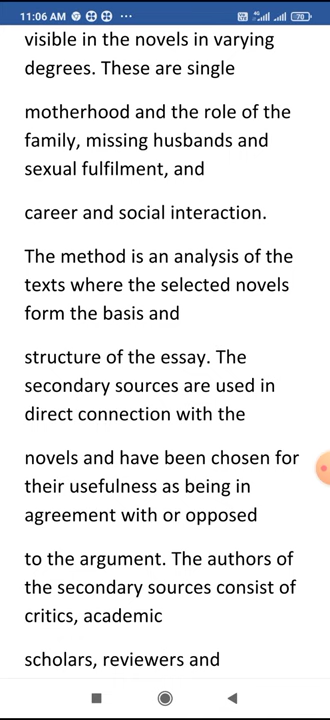 11:06 AM
4G
70
visible in the novels in varying
degrees. These are single
motherhood and the role of the
family, missing husbands and
sexual fulfilment, and
career and social interaction.
The method is an analysis of the
texts where the selected novels
form the basis and
structure of the essay. The
secondary sources are used in
direct connection with the
novels and have been chosen for
their usefulness as being in
agreement with or opposed
to the argument. The authors of
the secondary sources consist of
critics, academic
scholars, reviewers and